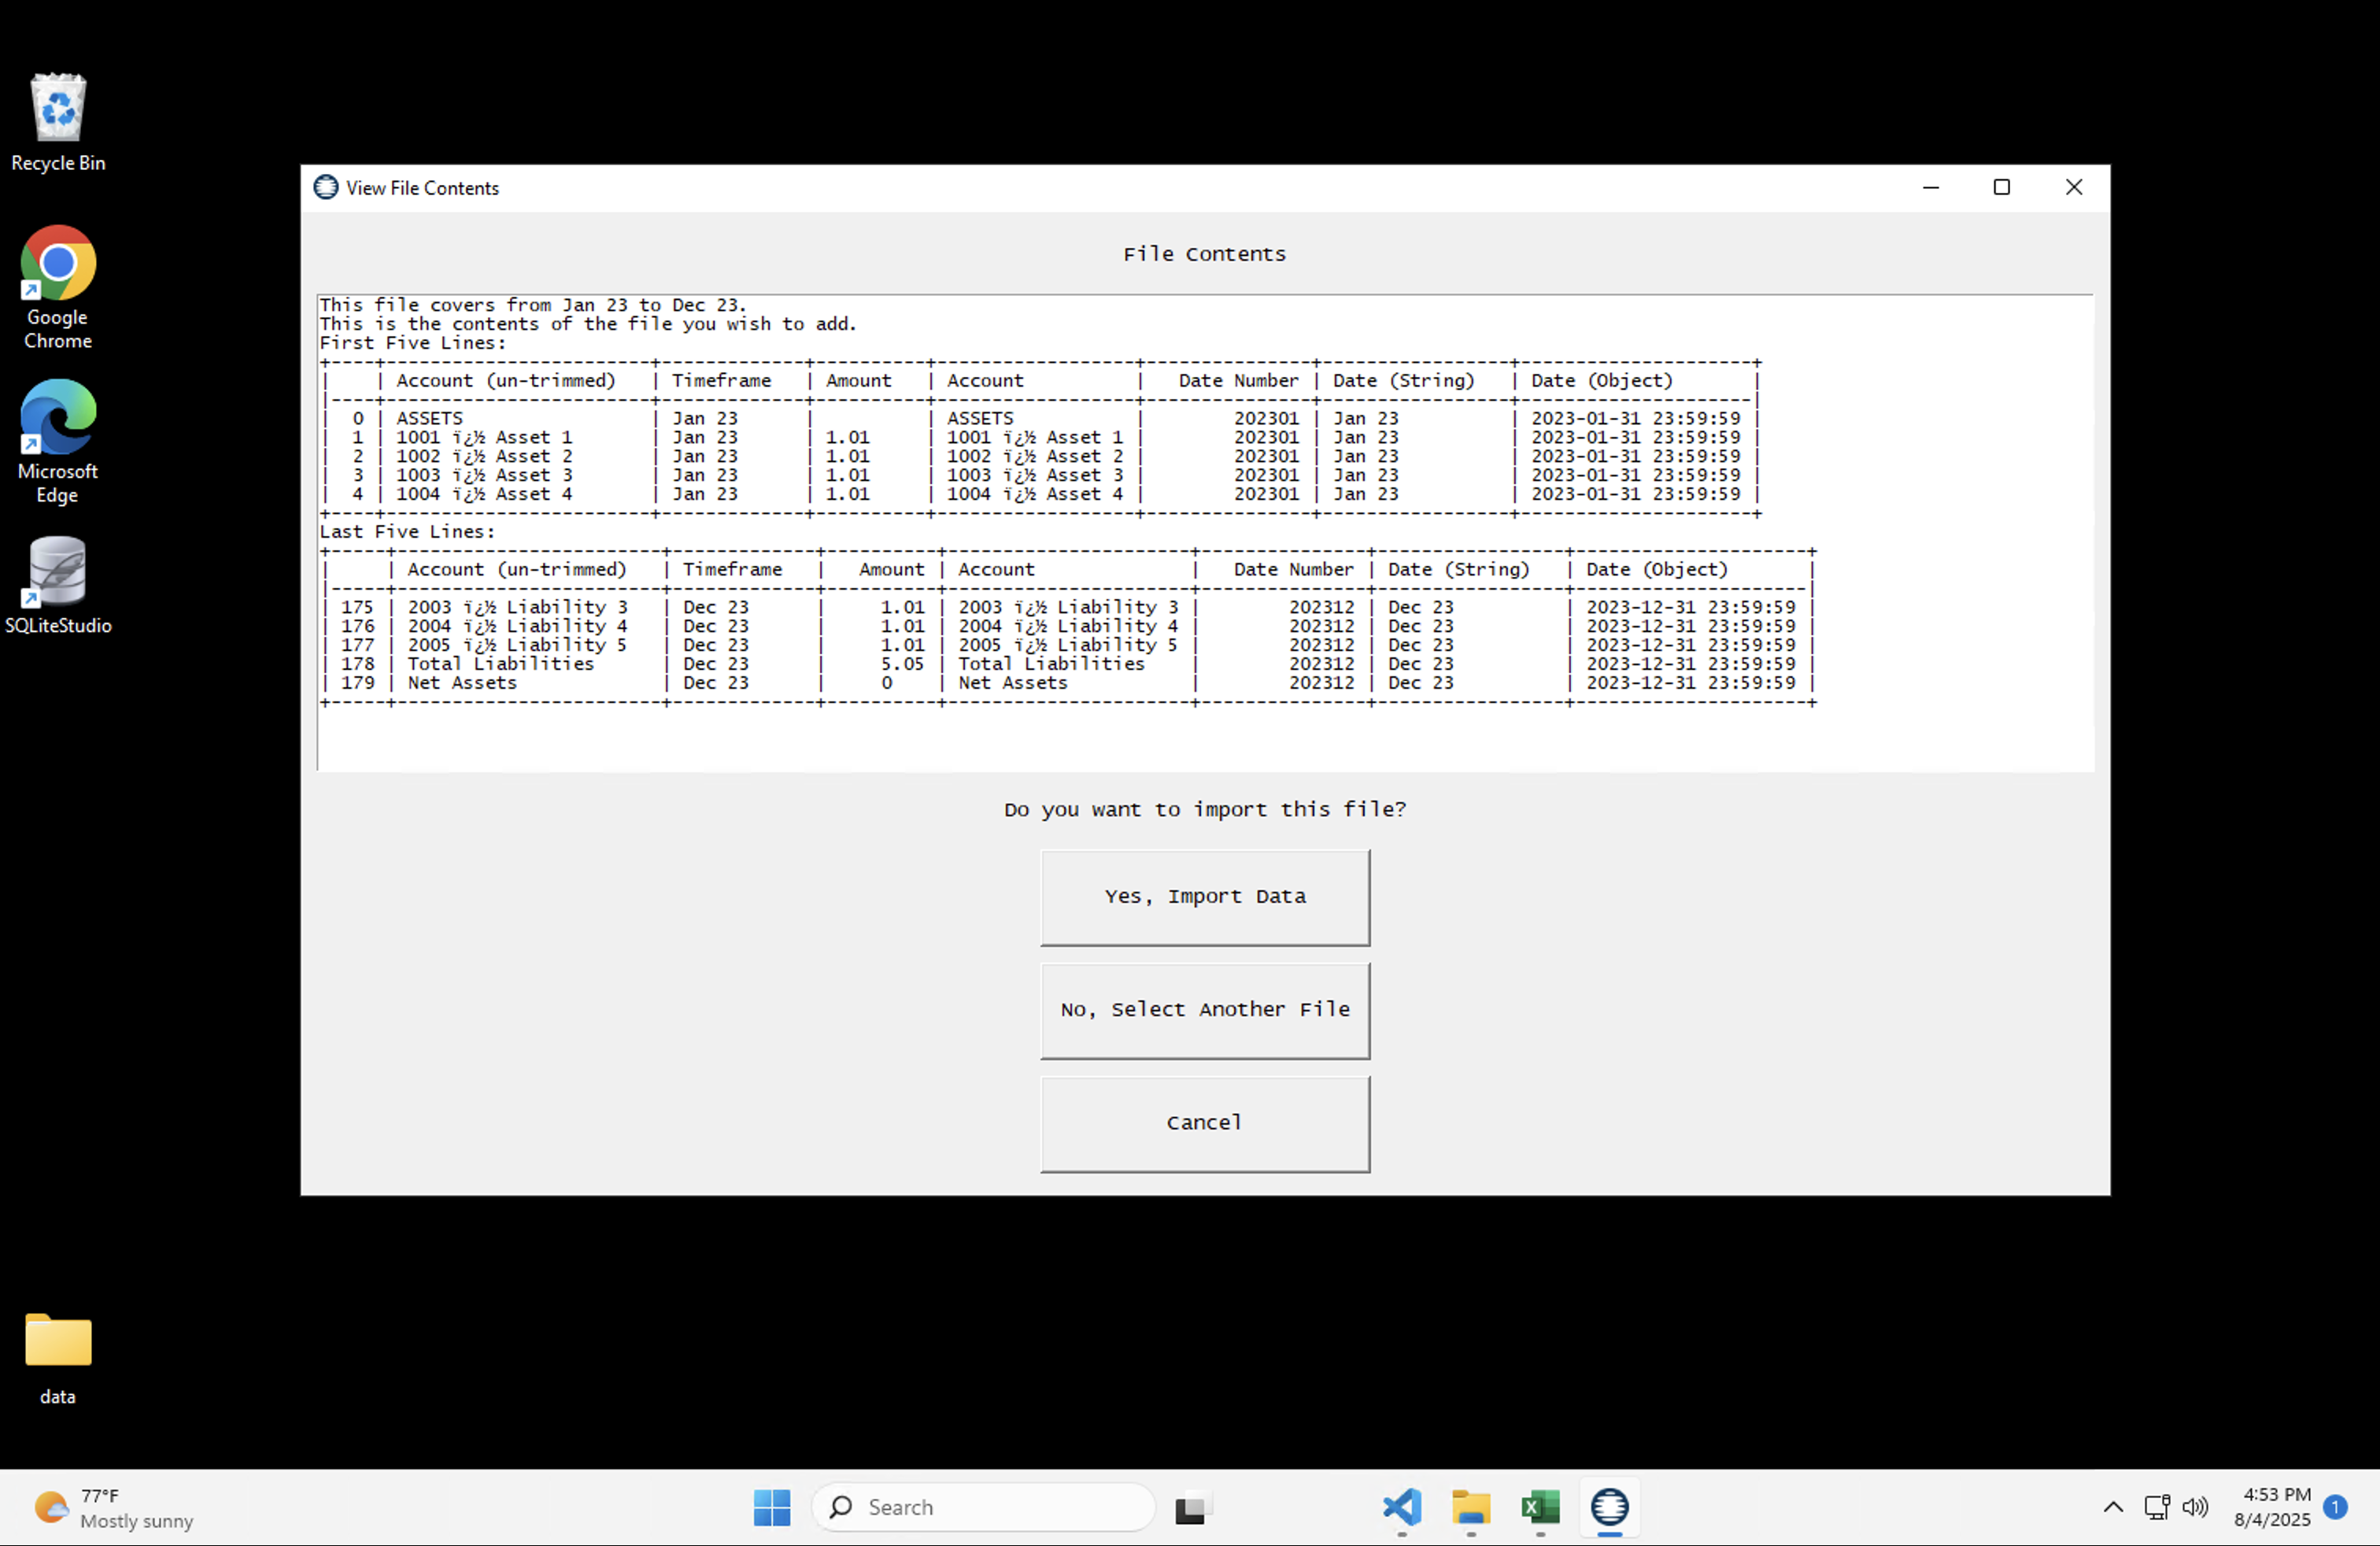 Recycle Bin
Google
Chrome
Microsoft
Edge
SQLiteStudio
data
View File Contents
File Contents
This file covers from Jan 23 to Dec 23.
This is the contents of the file you wish to add.
First Five Lines:
+----+------------------------+-------------+----------+------------------+---------------+-----------------+---------------------+
|    | Account (un-trimmed)   | Timeframe   | Amount   | Account          |   Date Number | Date (String)   | Date (Object)       |
|----+------------------------+-------------+----------+------------------+---------------+-----------------+---------------------|
|  0 | ASSETS                 | Jan 23      |          | ASSETS           |        202301 | Jan 23          | 2023-01-31 23:59:59 |
|  1 | 1001 ï¿½ Asset 1       | Jan 23      | 1.01     | 1001 ï¿½ Asset 1 |        202301 | Jan 23          | 2023-01-31 23:59:59 |
|  2 | 1002 ï¿½ Asset 2       | Jan 23      | 1.01     | 1002 ï¿½ Asset 2 |        202301 | Jan 23          | 2023-01-31 23:59:59 |
|  3 | 1003 ï¿½ Asset 3       | Jan 23      | 1.01     | 1003 ï¿½ Asset 3 |        202301 | Jan 23          | 2023-01-31 23:59:59 |
|  4 | 1004 ï¿½ Asset 4       | Jan 23      | 1.01     | 1004 ï¿½ Asset 4 |        202301 | Jan 23          | 2023-01-31 23:59:59 |
+----+------------------------+-------------+----------+------------------+---------------+-----------------+---------------------+
Last Five Lines:
+-----+------------------------+-------------+----------+----------------------+---------------+-----------------+---------------------+
|     | Account (un-trimmed)   | Timeframe   |   Amount | Account              |   Date Number | Date (String)   | Date (Object)       |
|-----+------------------------+-------------+----------+----------------------+---------------+-----------------+---------------------|
| 175 | 2003 ï¿½ Liability 3   | Dec 23      |     1.01 | 2003 ï¿½ Liability 3 |        202312 | Dec 23          | 2023-12-31 23:59:59 |
| 176 | 2004 ï¿½ Liability 4   | Dec 23      |     1.01 | 2004 ï¿½ Liability 4 |        202312 | Dec 23          | 2023-12-31 23:59:59 |
| 177 | 2005 ï¿½ Liability 5   | Dec 23      |     1.01 | 2005 ï¿½ Liability 5 |        202312 | Dec 23          | 2023-12-31 23:59:59 |
| 178 | Total Liabilities      | Dec 23      |     5.05 | Total Liabilities    |        202312 | Dec 23          | 2023-12-31 23:59:59 |
| 179 | Net Assets             | Dec 23      |     0    | Net Assets           |        202312 | Dec 23          | 2023-12-31 23:59:59 |
+-----+------------------------+-------------+----------+----------------------+---------------+-----------------+---------------------+
Do you want to import this file?
Yes, Import Data
No, Select Another File
Cancel
77°F
Mostly sunny
Search
4:53 PM
8/4/2025
1